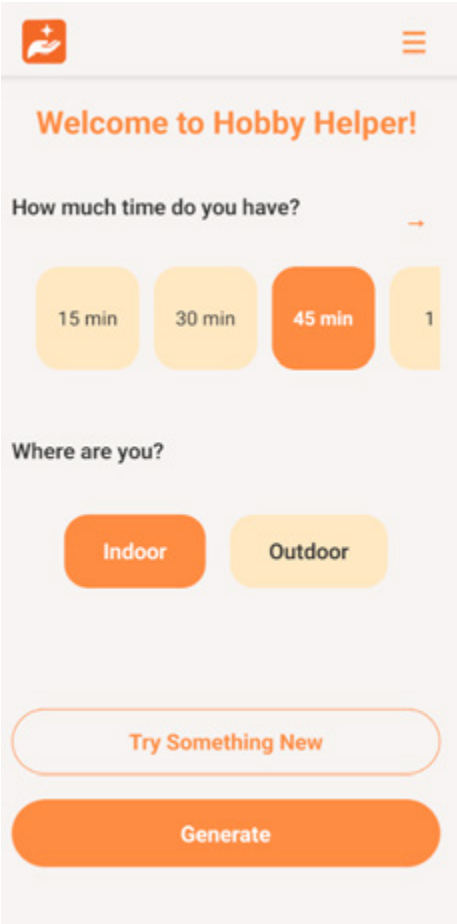 Welcome to Hobby Helper!
How much time do you have?
→
15 min 30 min 45 min 1
Where are you?
Indoor Outdoor
Try Something New
Generate